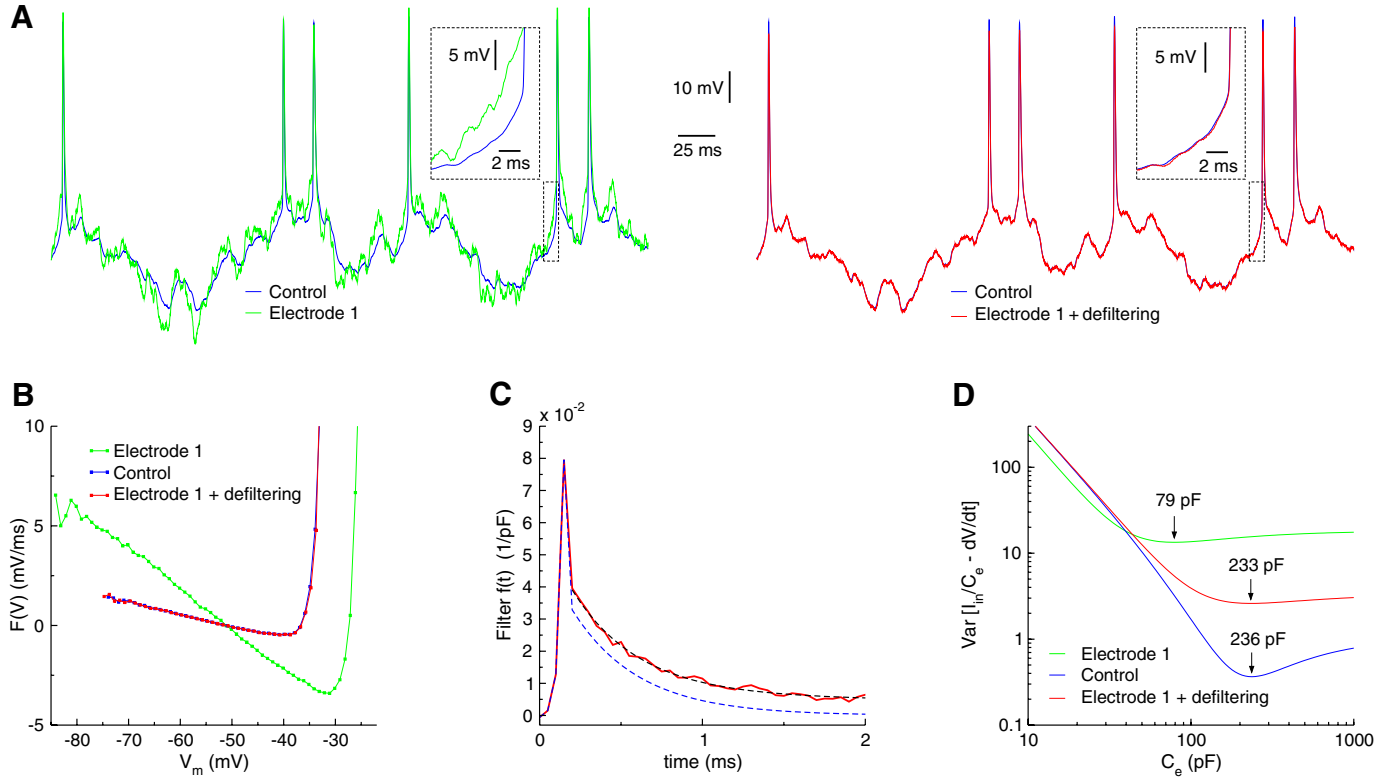 A
5 mV
2 ms
Control
Electrode 1
10 mV
25 ms
5 mV
2 ms
Control
Electrode 1 + defiltering
B
F(V) (mV/ms)
10
5
0
-5
Electrode 1
Control
Electrode 1 + defiltering
-80 -70 -60 -50 -40 -30
V_m (mV)
C
x 10^-2
Filter f(t) (1/pF)
9
8
7
6
5
4
3
2
1
0
0 1 2
time (ms)
D
Var [I_in/C_e - dV/dt]
100
10
1
0.1
79 pF
233 pF
236 pF
Electrode 1
Control
Electrode 1 + defiltering
10 100 1000
C_e (pF)